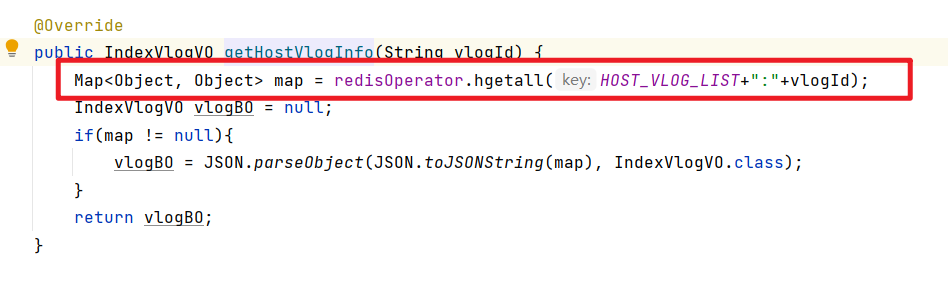 @Override
public IndexVlogVO getHostVlogInfo(String vlogId) {
Map<Object, Object> map = redisOperator.hgetall( key: HOST_VLOG_LIST+":"+vlogId);
IndexVlogVO vlogBO = null;
if(map != null){
vlogBO = JSON.parseObject(JSON.toJSONString(map), IndexVlogVO.class);
}
return vlogBO;
}